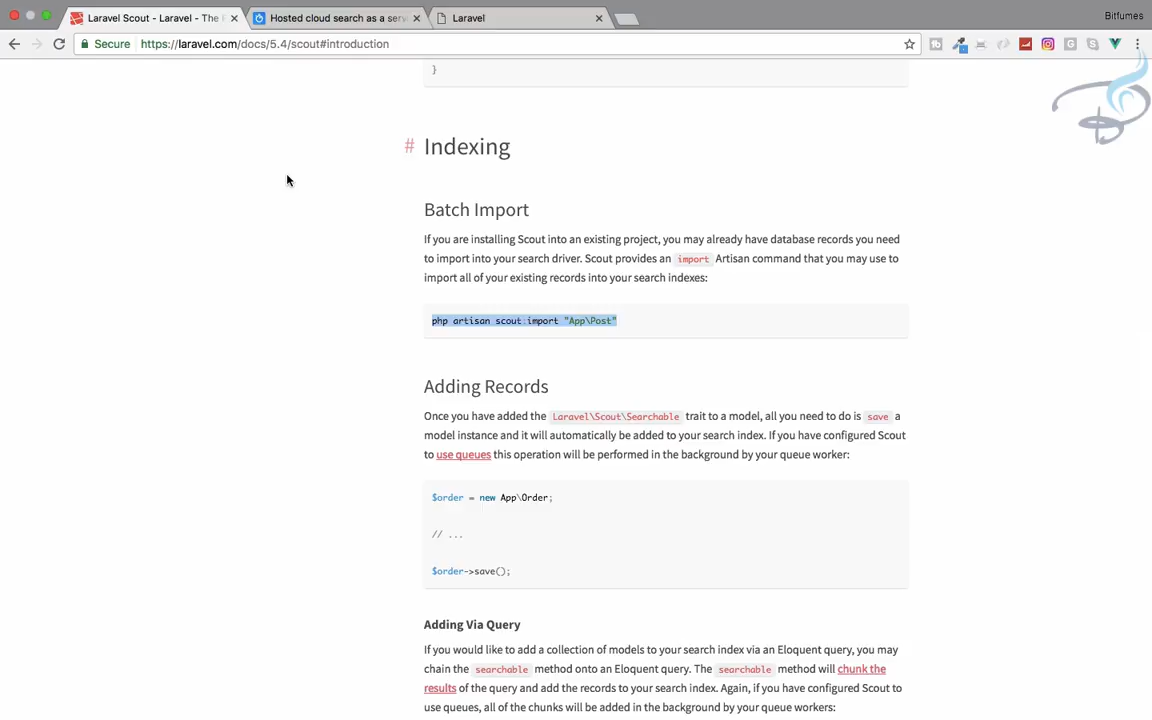 Laravel Scout - Laravel - The
Hosted cloud search as a serv
Laravel
Bitfumes
Secure
https://laravel.com/docs/5.4/scout#introduction
}
# Indexing
Batch Import
If you are installing Scout into an existing project, you may already have database records you need
to import into your search driver. Scout provides an import Artisan command that you may use to
import all of your existing records into your search indexes:
php artisan scout:import "App\Post"
Adding Records
Once you have added the Laravel\Scout\Searchable trait to a model, all you need to do is save a
model instance and it will automatically be added to your search index. If you have configured Scout
to use queues this operation will be performed in the background by your queue worker:
$order = new App\Order;
// ...
$order->save();
Adding Via Query
If you would like to add a collection of models to your search index via an Eloquent query, you may
chain the searchable method onto an Eloquent query. The searchable method will chunk the
results of the query and add the records to your search index. Again, if you have configured Scout to
use queues, all of the chunks will be added in the background by your queue workers: